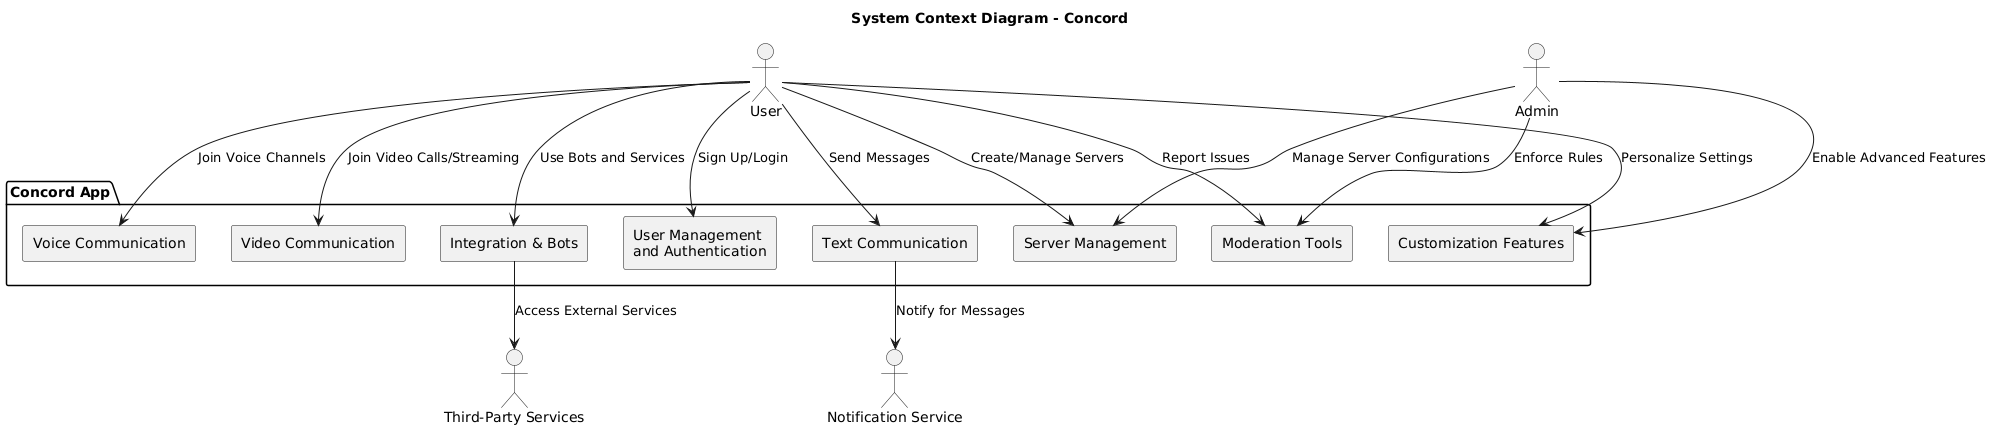 System Context Diagram - Concord
User
Admin
Join Voice Channels
Join Video Calls/Streaming
Use Bots and Services
Sign Up/Login
Send Messages
Create/Manage Servers
Report Issues
Manage Server Configurations
Enforce Rules
Personalize Settings
Enable Advanced Features
Concord App
Voice Communication
Video Communication
Integration & Bots
User Management
and Authentication
Text Communication
Server Management
Moderation Tools
Customization Features
Access External Services
Notify for Messages
Third-Party Services
Notification Service